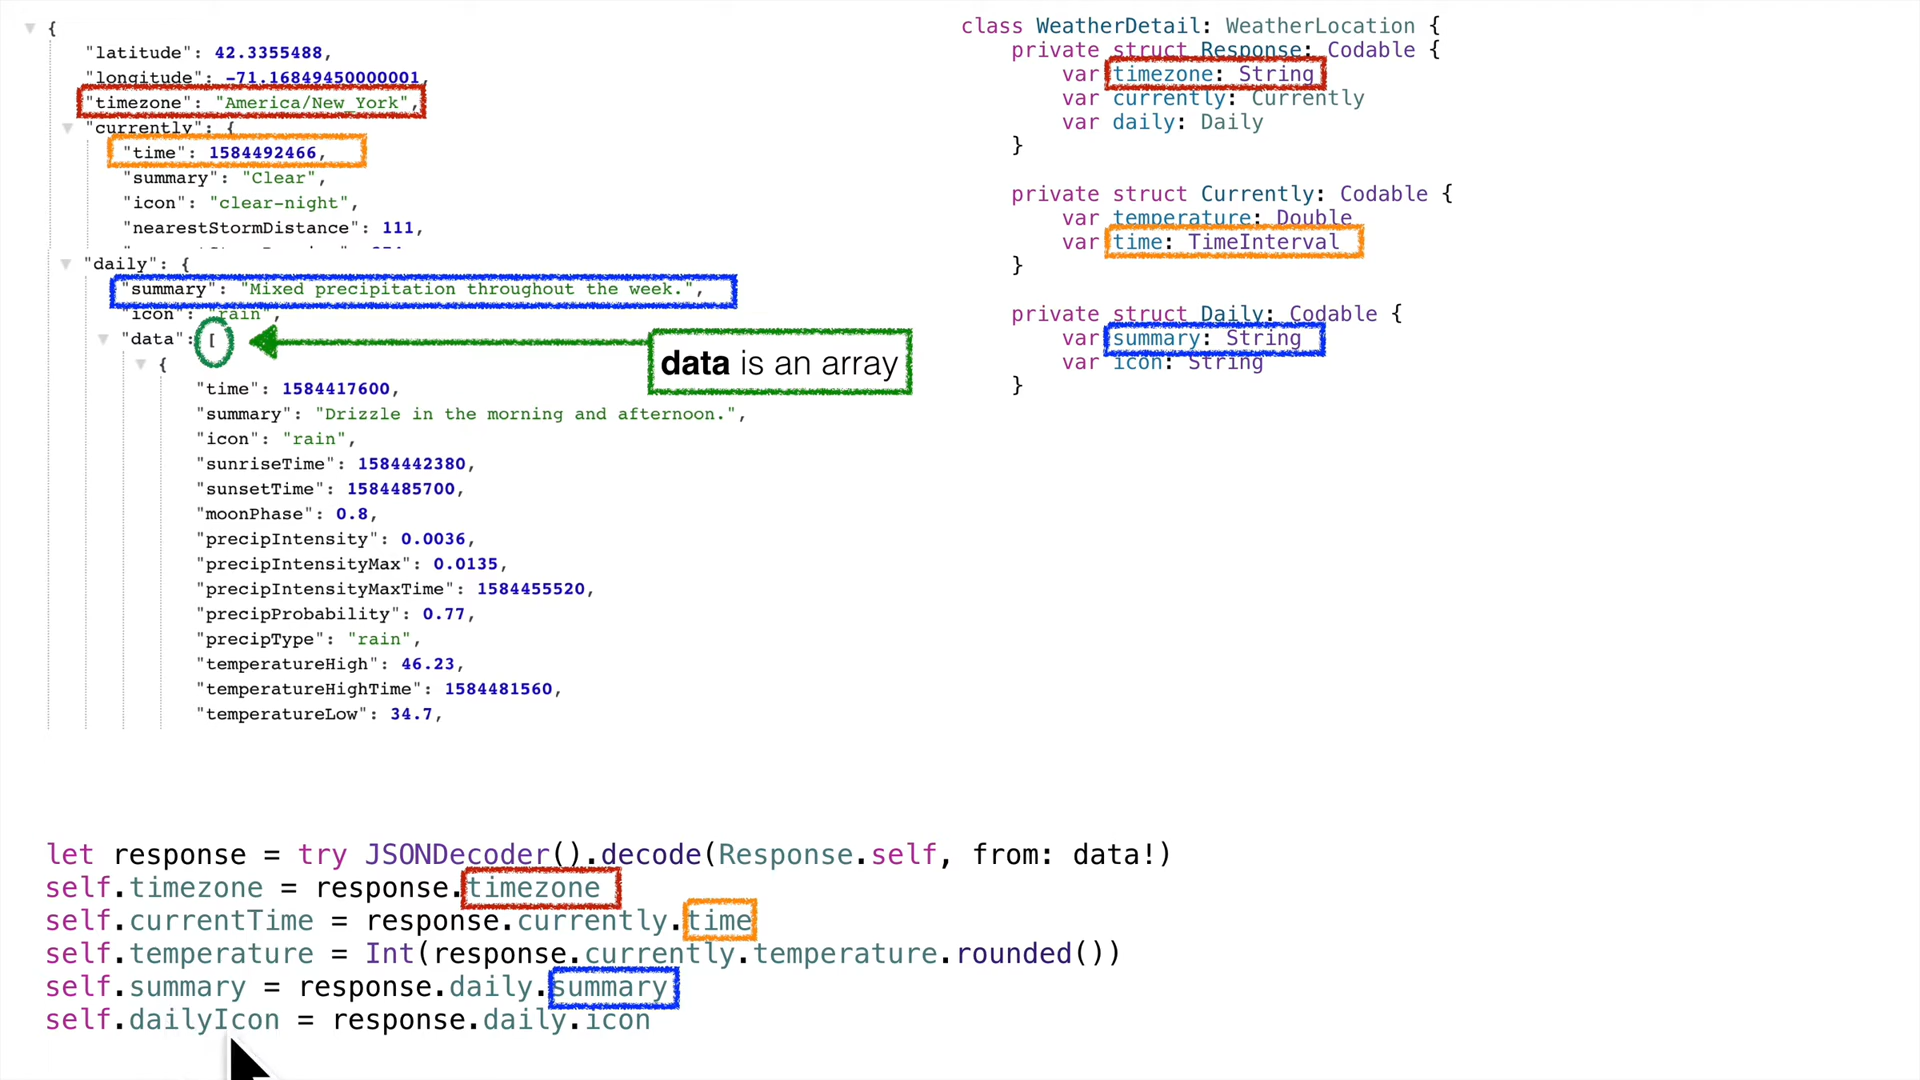 {
"latitude": 42.3355488,
"longitude": -71.16849450000001,
"timezone": "America/New_York",
"currently": {
"time": 1584492466,
"summary": "Clear",
"icon": "clear-night",
"nearestStormDistance": 111,
"daily": {
"summary": "Mixed precipitation throughout the week.",
"icon": "rain",
"data": [
{
"time": 1584417600,
"summary": "Drizzle in the morning and afternoon.",
"icon": "rain",
"sunriseTime": 1584442380,
"sunsetTime": 1584485700,
"moonPhase": 0.8,
"precipIntensity": 0.0036,
"precipIntensityMax": 0.0135,
"precipIntensityMaxTime": 1584455520,
"precipProbability": 0.77,
"precipType": "rain",
"temperatureHigh": 46.23,
"temperatureHighTime": 1584481560,
"temperatureLow": 34.7,
data is an array
class WeatherDetail: WeatherLocation {
private struct Response: Codable {
var timezone: String
var currently: Currently
var daily: Daily
}
private struct Currently: Codable {
var temperature: Double
var time: TimeInterval
}
private struct Daily: Codable {
var summary: String
var icon: String
}
let response = try JSONDecoder().decode(Response.self, from: data!)
self.timezone = response.timezone
self.currentTime = response.currently.time
self.temperature = Int(response.currently.temperature.rounded())
self.summary = response.daily.summary
self.dailyIcon = response.daily.icon